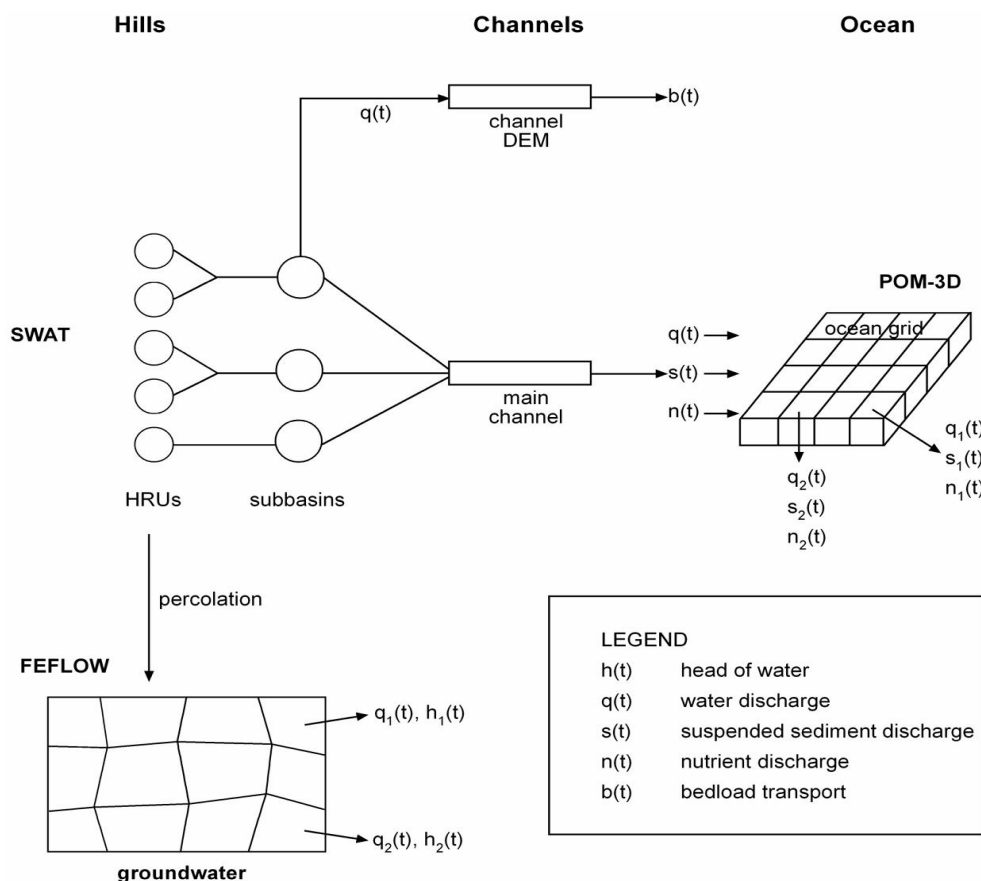 Hills
Channels
Ocean
q(t)
b(t)
channel
DEM
POM-3D
ocean grid
SWAT
q(t)
s(t)
n(t)
main
channel
q1(t)
s1(t)
n1(t)
q2(t)
s2(t)
n2(t)
HRUs
subbasins
percolation
FEFLOW
q1(t), h1(t)
q2(t), h2(t)
groundwater
LEGEND
h(t) head of water
q(t) water discharge
s(t) suspended sediment discharge
n(t) nutrient discharge
b(t) bedload transport